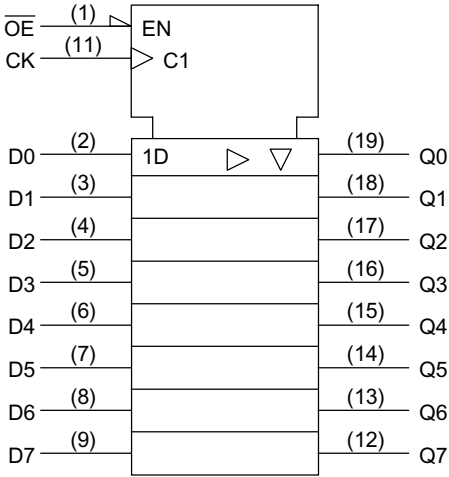 O̅E̅ (1) EN
CK (11) C1
D0 (2) 1D (19) Q0
D1 (3) (18) Q1
D2 (4) (17) Q2
D3 (5) (16) Q3
D4 (6) (15) Q4
D5 (7) (14) Q5
D6 (8) (13) Q6
D7 (9) (12) Q7